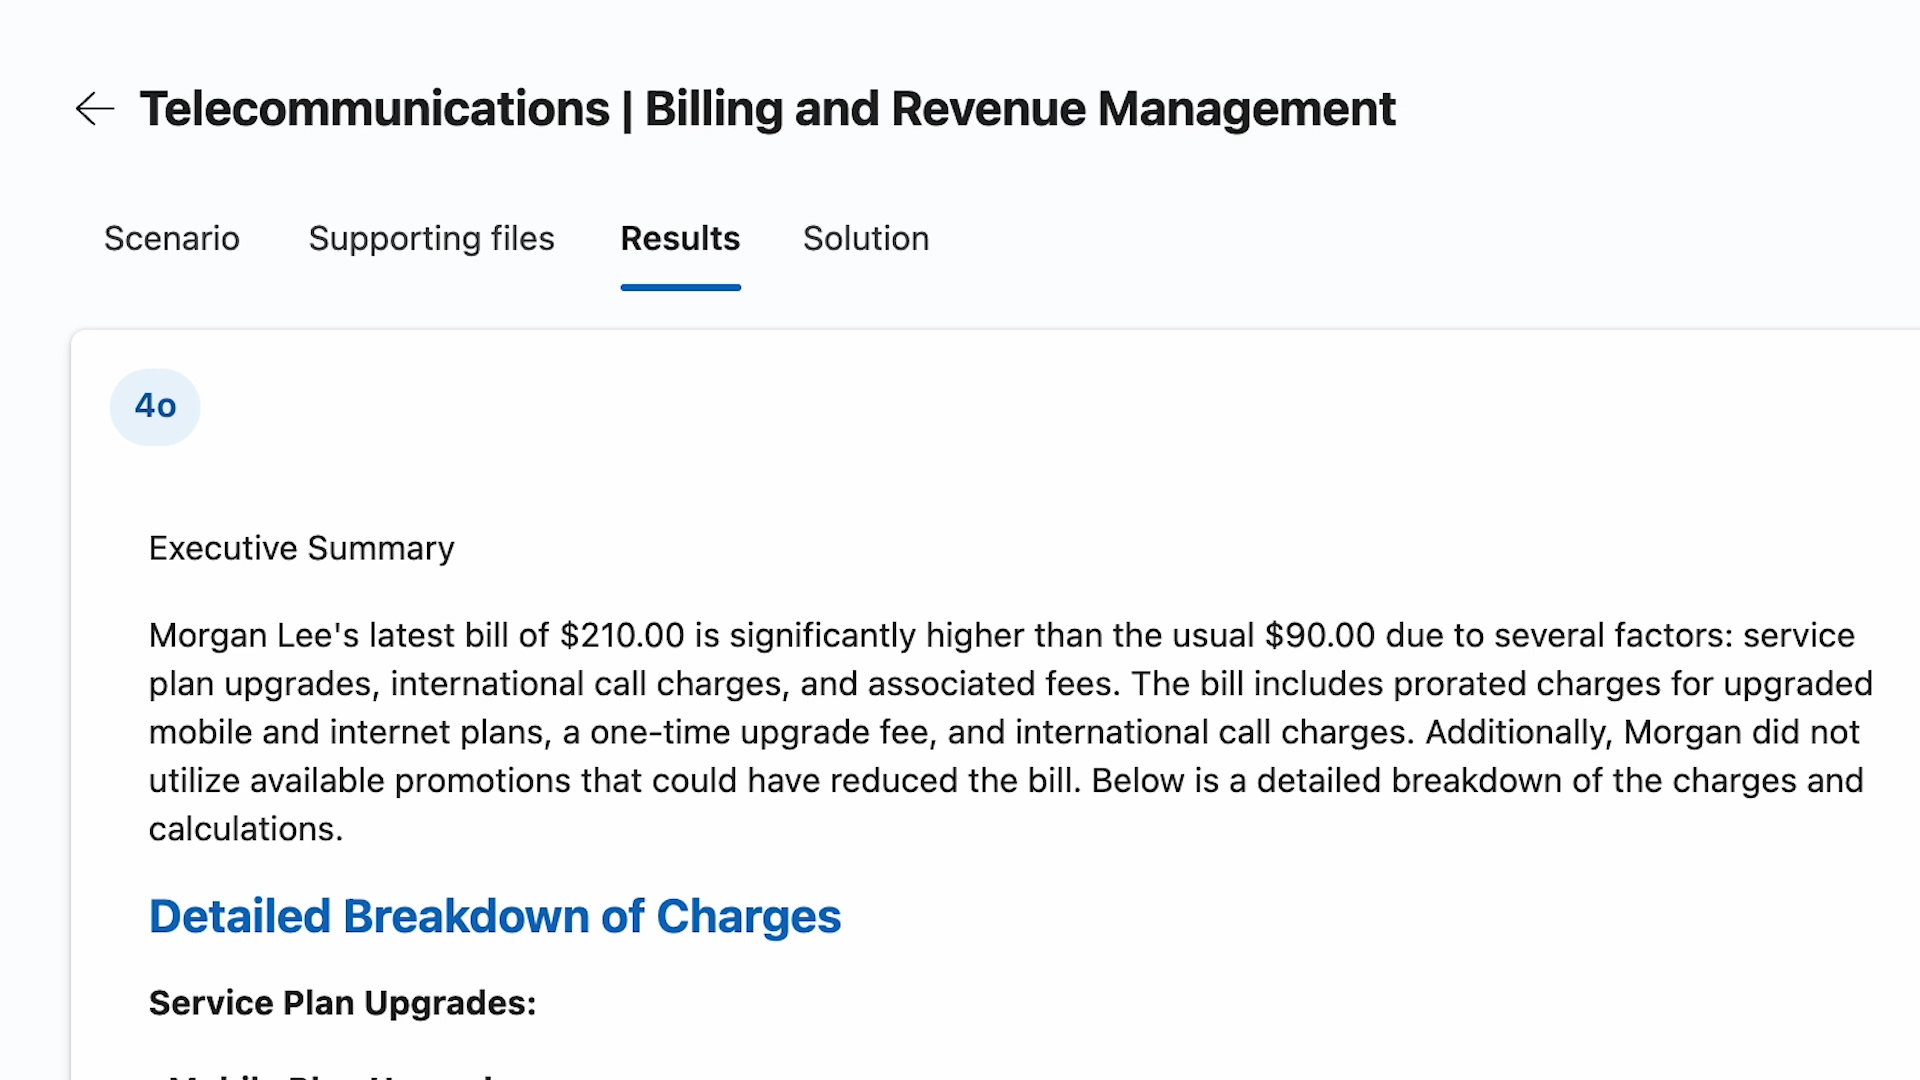 Telecommunications | Billing and Revenue Management
Scenario Supporting files Results Solution
4o
Executive Summary
Morgan Lee's latest bill of $210.00 is significantly higher than the usual $90.00 due to several factors: service
plan upgrades, international call charges, and associated fees. The bill includes prorated charges for upgraded
mobile and internet plans, a one-time upgrade fee, and international call charges. Additionally, Morgan did not
utilize available promotions that could have reduced the bill. Below is a detailed breakdown of the charges and
calculations.
Detailed Breakdown of Charges
Service Plan Upgrades: